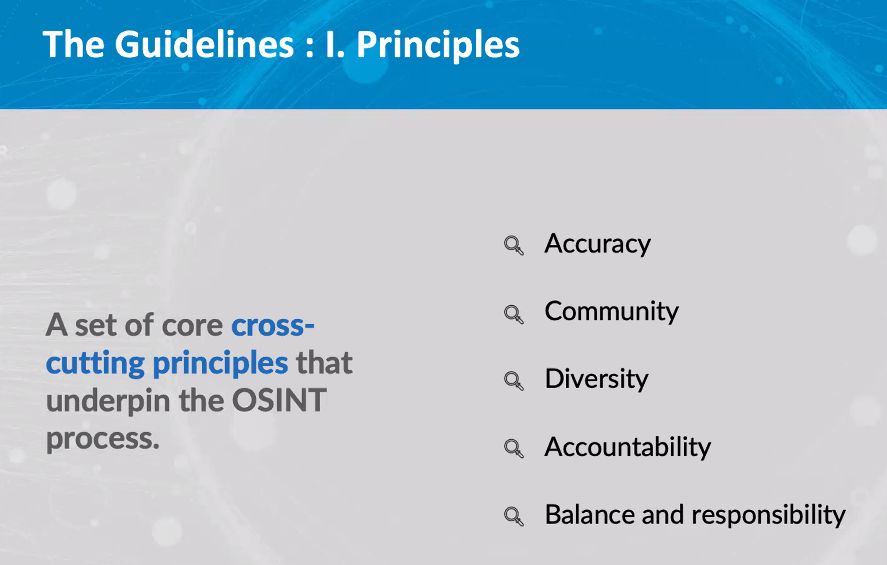 The Guidelines : I. Principles
A set of core cross-
cutting principles that
underpin the OSINT
process.
Accuracy
Community
Diversity
Accountability
Balance and responsibility